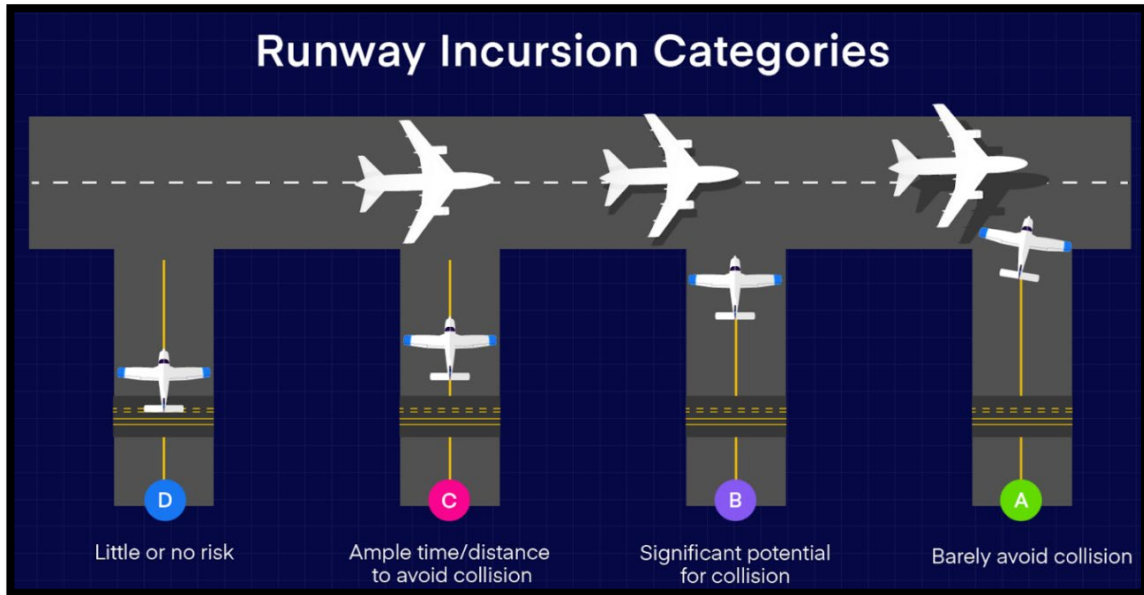 Runway Incursion Categories
D
Little or no risk
C
Ample time/distance
to avoid collision
B
Significant potential
for collision
A
Barely avoid collision